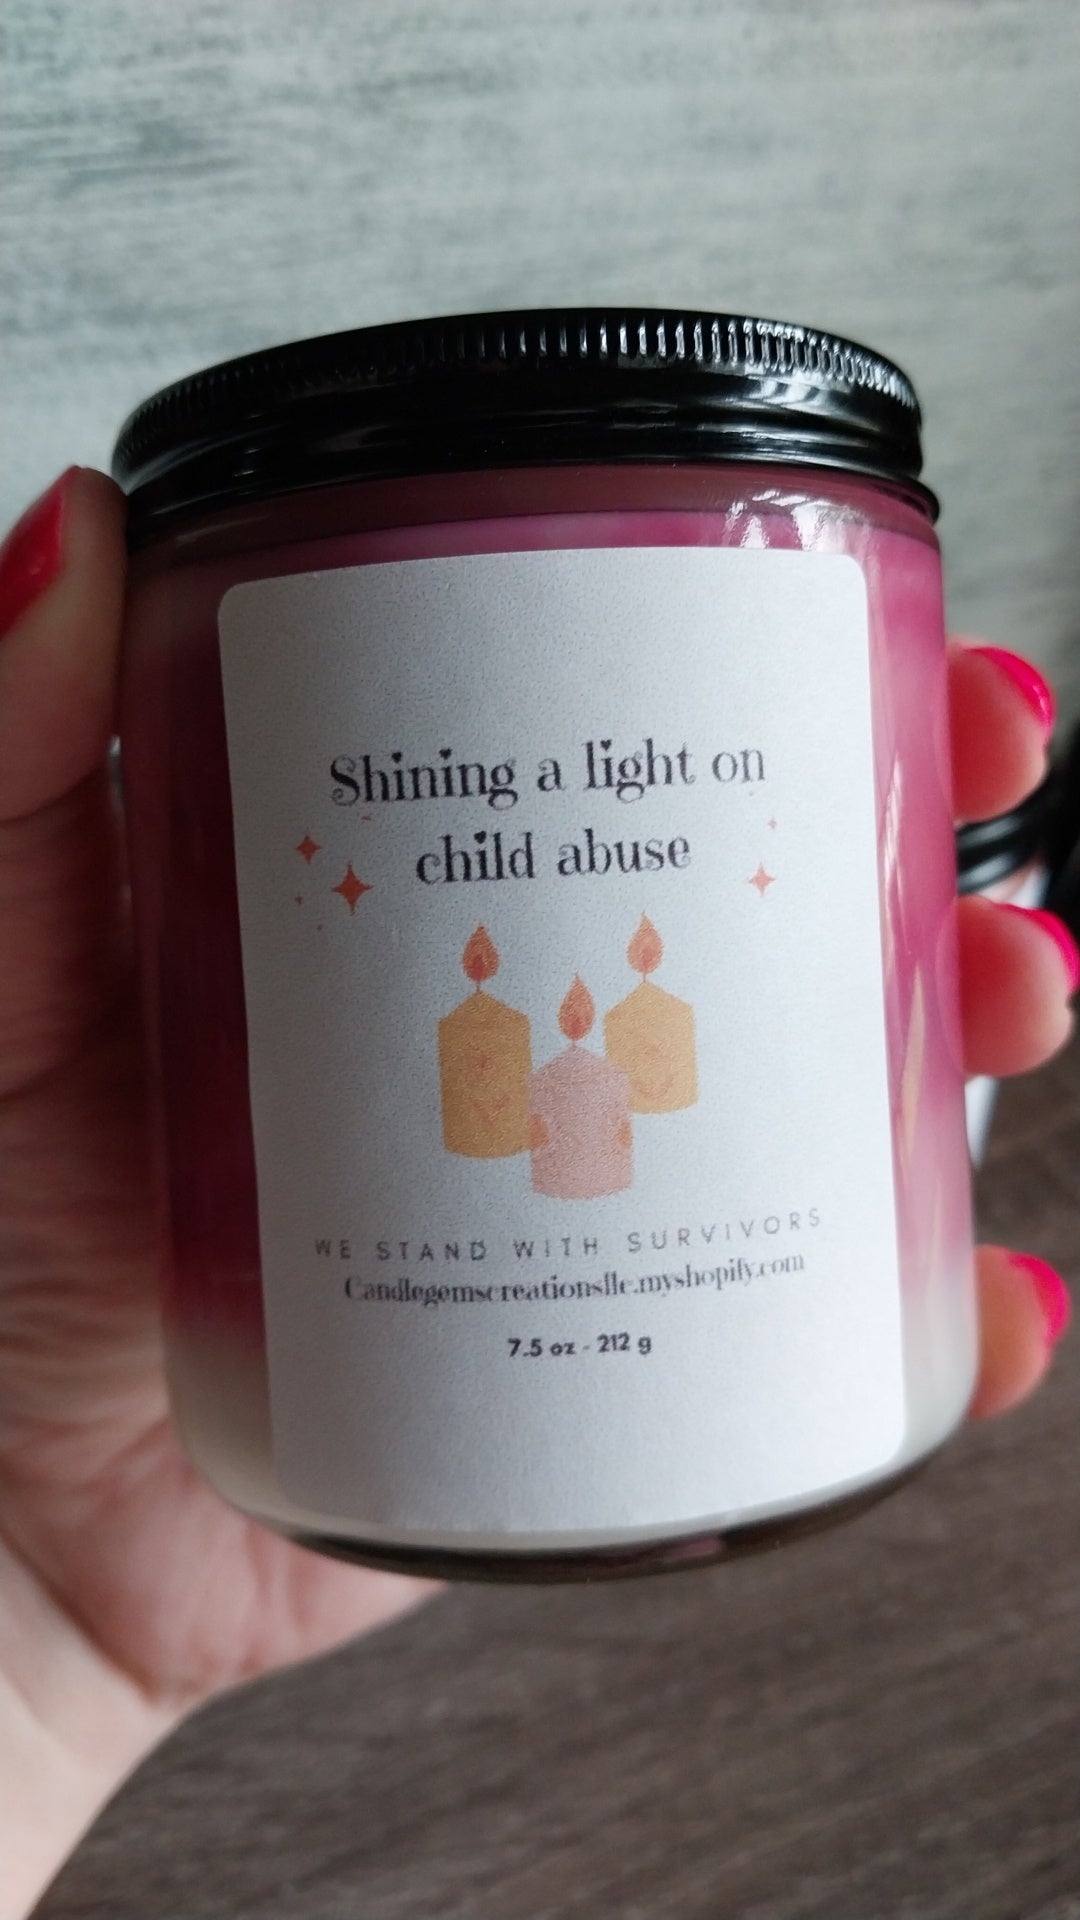 Shining a light on
child abuse
WE STAND WITH SURVIVORS
Candlegemscreationsllc.myshopify.com
7.5 oz - 212 g